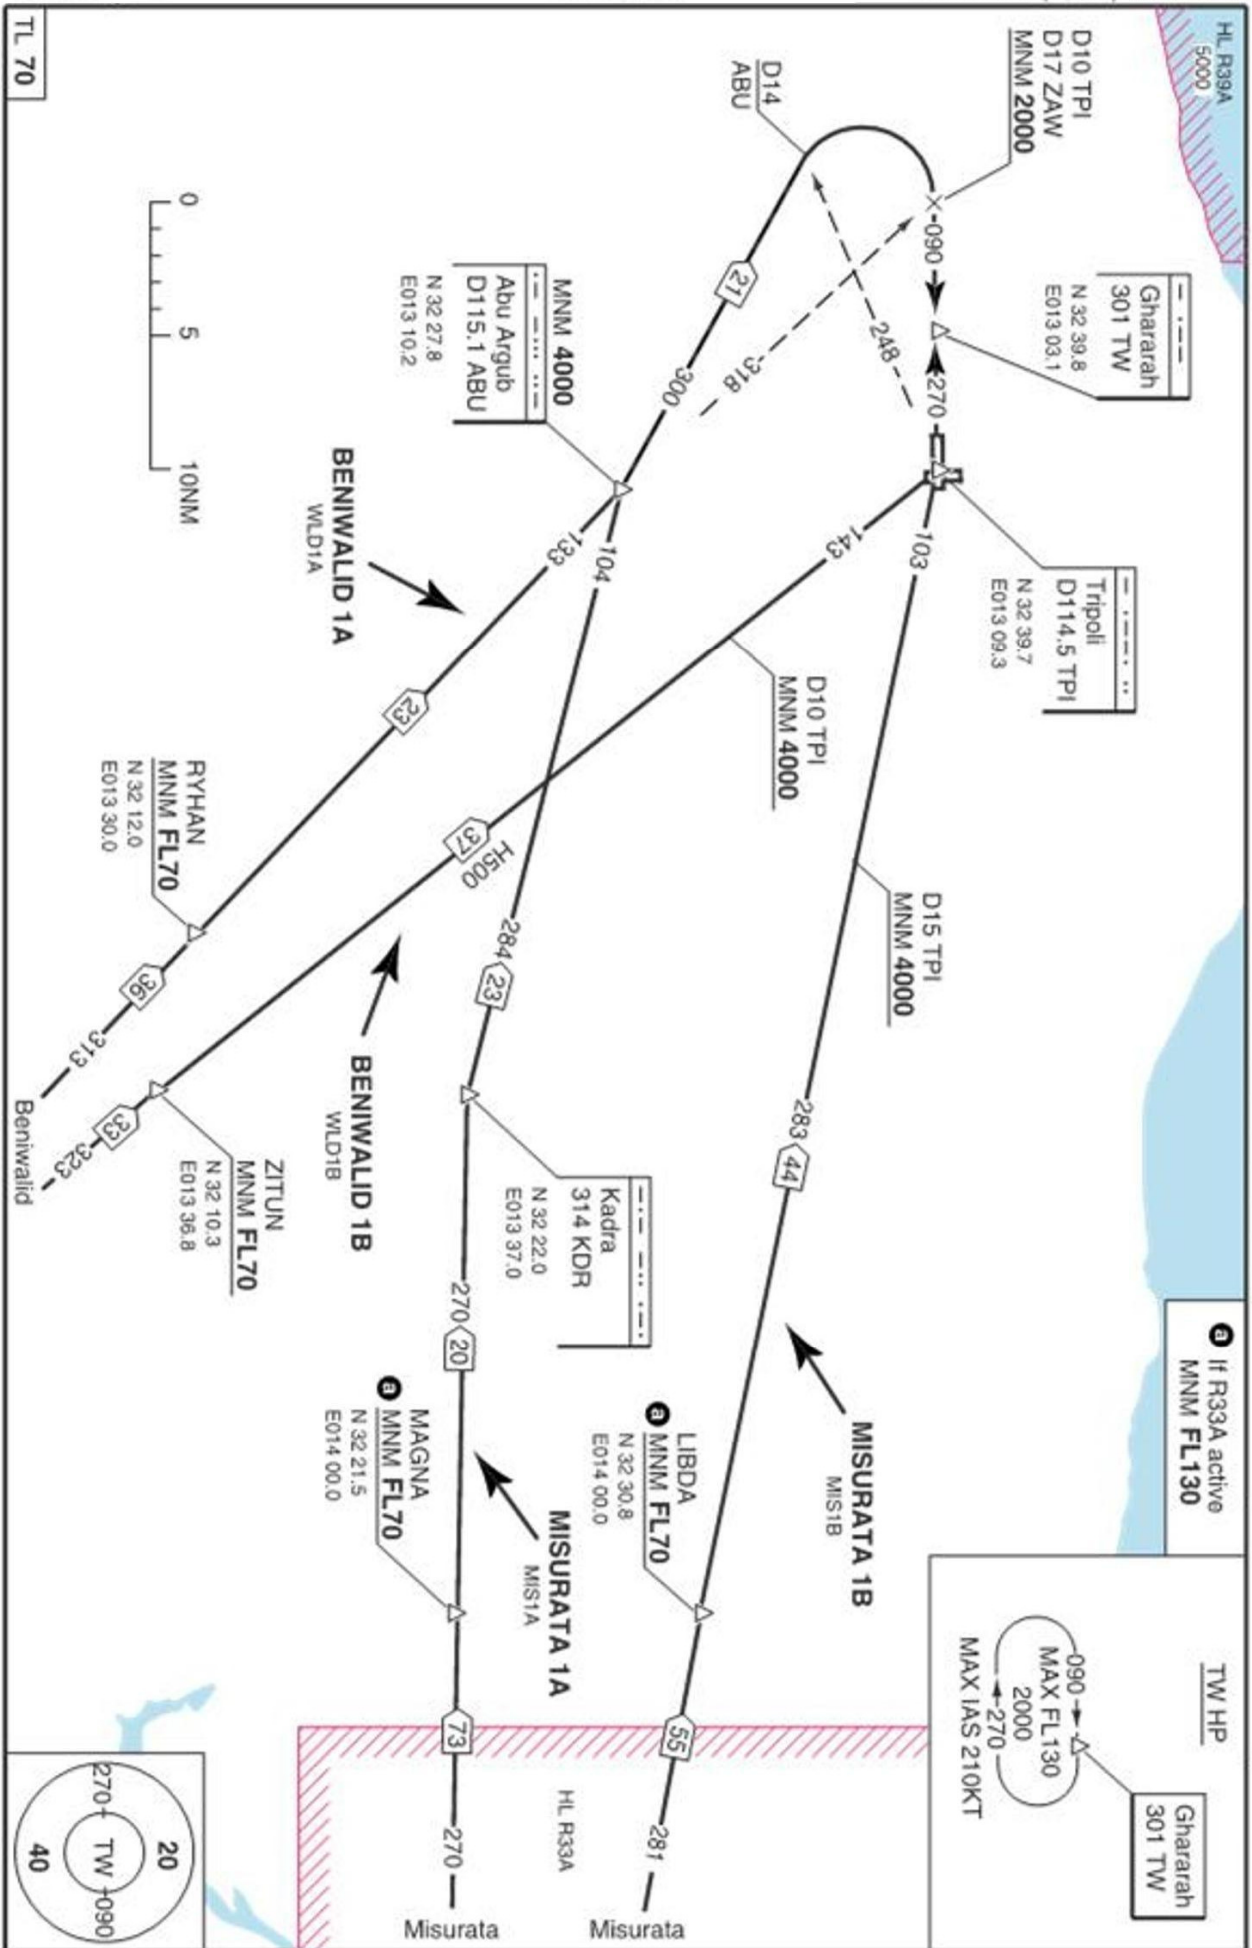 HL R39A
5000
D10 TPI
D17 ZAW
MNM 2000
090
Ghararah
301 TW
N 32 39.8
E013 03.1
270
Tripoli
D114.5 TPI
N 32 39.7
E013 09.3
103
D15 TPI
MNM 4000
283
44
MISURATA 1B
MIS1B
LIBDA
a MNM FL70
N 32 30.8
E014 00.0
55
281
Misurata
a If R33A active
MNM FL130
TW HP
090
MAX FL130
2000
270
MAX IAS 210KT
Ghararah
301 TW
D14
ABU
248
318
21
300
MNM 4000
Abu Argub
D115.1 ABU
N 32 27.8
E013 10.2
143
D10 TPI
MNM 4000
37
H500
104
284
23
Kadra
314 KDR
N 32 22.0
E013 37.0
270
20
MISURATA 1A
MIS1A
MAGNA
a MNM FL70
N 32 21.5
E014 00.0
73
270
Misurata
HL R33A
133
BENIWALID 1A
WLD1A
23
RYHAN
MNM FL70
N 32 12.0
E013 30.0
36
313
BENIWALID 1B
WLD1B
ZITUN
MNM FL70
N 32 10.3
E013 36.8
33
323
Beniwalid
0 5 10NM
TL 70
20
270 TW 090
40